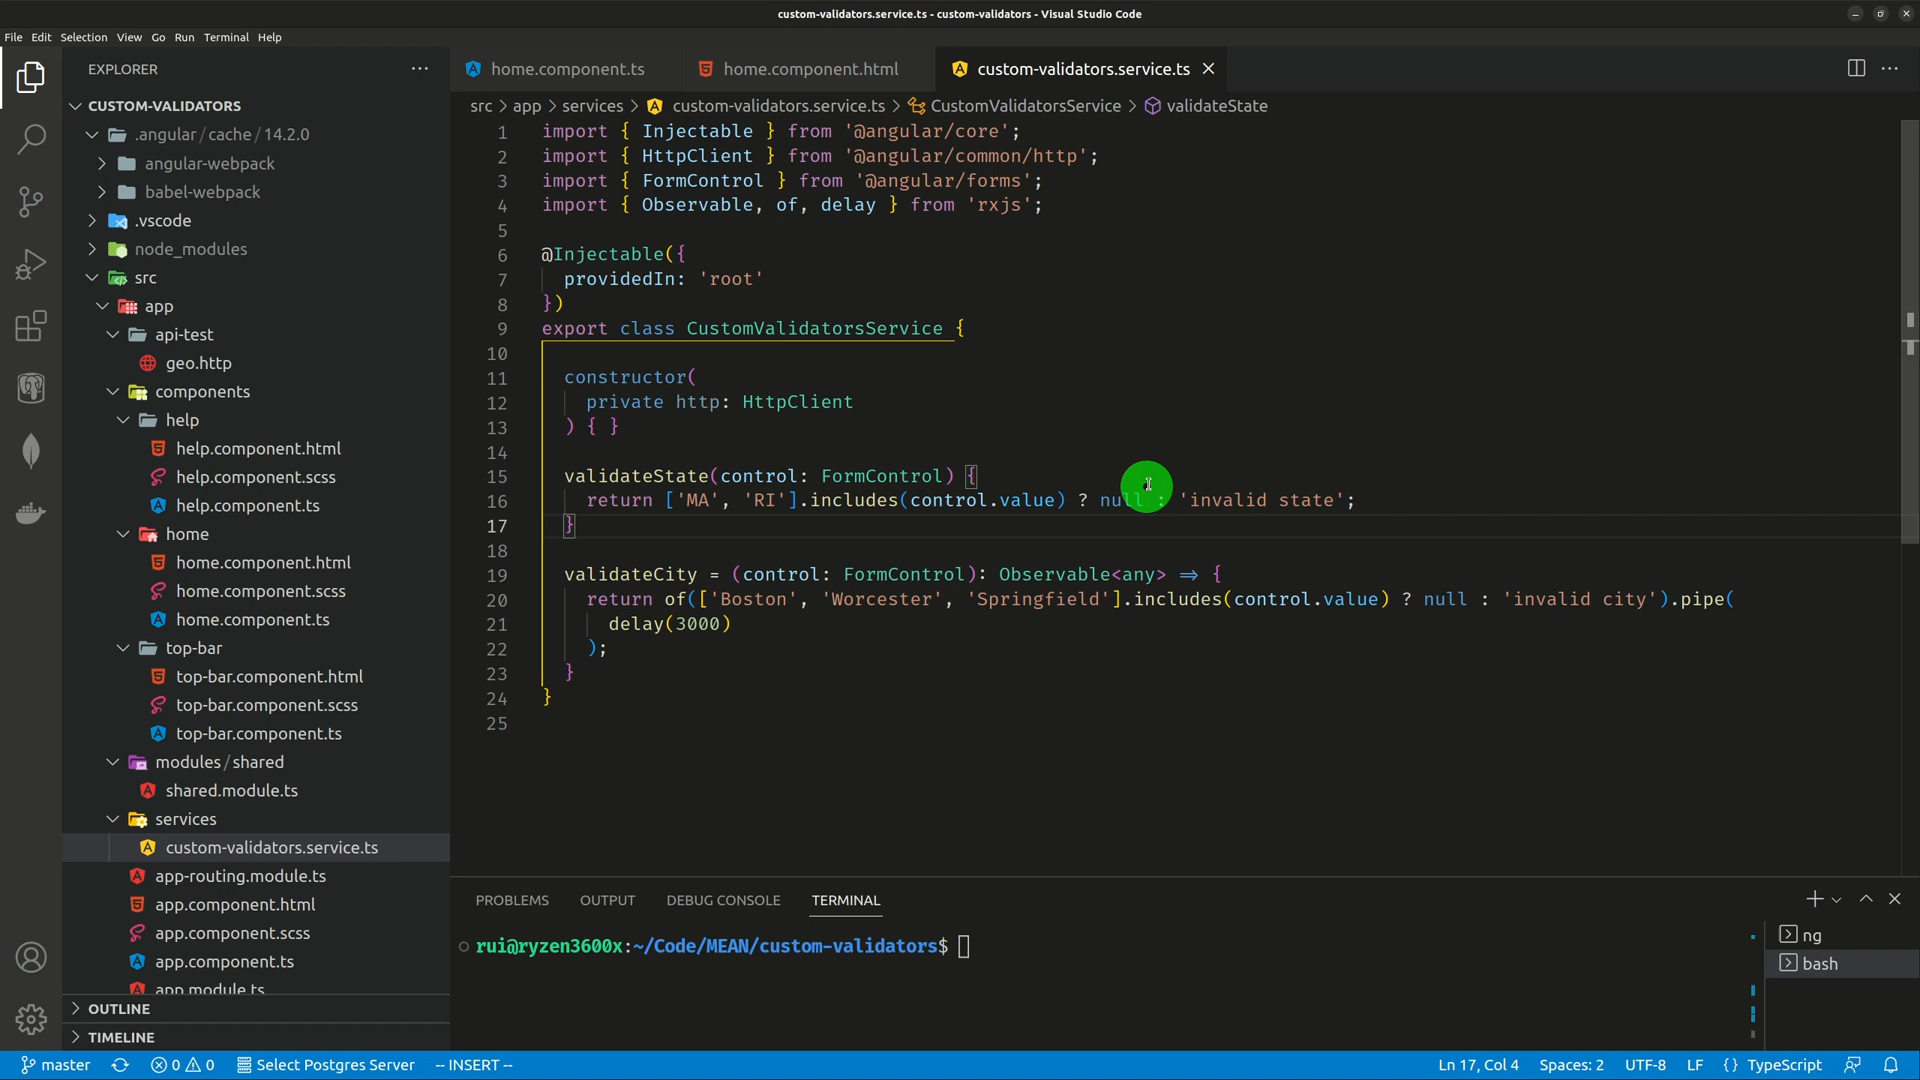 custom-validators.service.ts - custom-validators - Visual Studio Code
File Edit Selection View Go Run Terminal Help
EXPLORER
CUSTOM-VALIDATORS
.angular / cache / 14.2.0
angular-webpack
babel-webpack
.vscode
node_modules
src
app
api-test
geo.http
components
help
help.component.html
help.component.scss
help.component.ts
home
home.component.html
home.component.scss
home.component.ts
top-bar
top-bar.component.html
top-bar.component.scss
top-bar.component.ts
modules / shared
shared.module.ts
services
custom-validators.service.ts
app-routing.module.ts
app.component.html
app.component.scss
app.component.ts
app.module.ts
OUTLINE
TIMELINE
home.component.ts home.component.html custom-validators.service.ts
src > app > services > custom-validators.service.ts > CustomValidatorsService > validateState
1 import { Injectable } from '@angular/core';
2 import { HttpClient } from '@angular/common/http';
3 import { FormControl } from '@angular/forms';
4 import { Observable, of, delay } from 'rxjs';
5
6 @Injectable({
7 providedIn: 'root'
8 })
9 export class CustomValidatorsService {
10
11 constructor(
12 private http: HttpClient
13 ) { }
14
15 validateState(control: FormControl) {
16 return ['MA', 'RI'].includes(control.value) ? null : 'invalid state';
17 }
18
19 validateCity = (control: FormControl): Observable<any> => {
20 return of(['Boston', 'Worcester', 'Springfield'].includes(control.value) ? null : 'invalid city').pipe(
21 delay(3000)
22 );
23 }
24 }
25
PROBLEMS OUTPUT DEBUG CONSOLE TERMINAL
rui@ryzen3600x:~/Code/MEAN/custom-validators$
ng
bash
master 0 0 Select Postgres Server -- INSERT -- Ln 17, Col 4 Spaces: 2 UTF-8 LF {} TypeScript